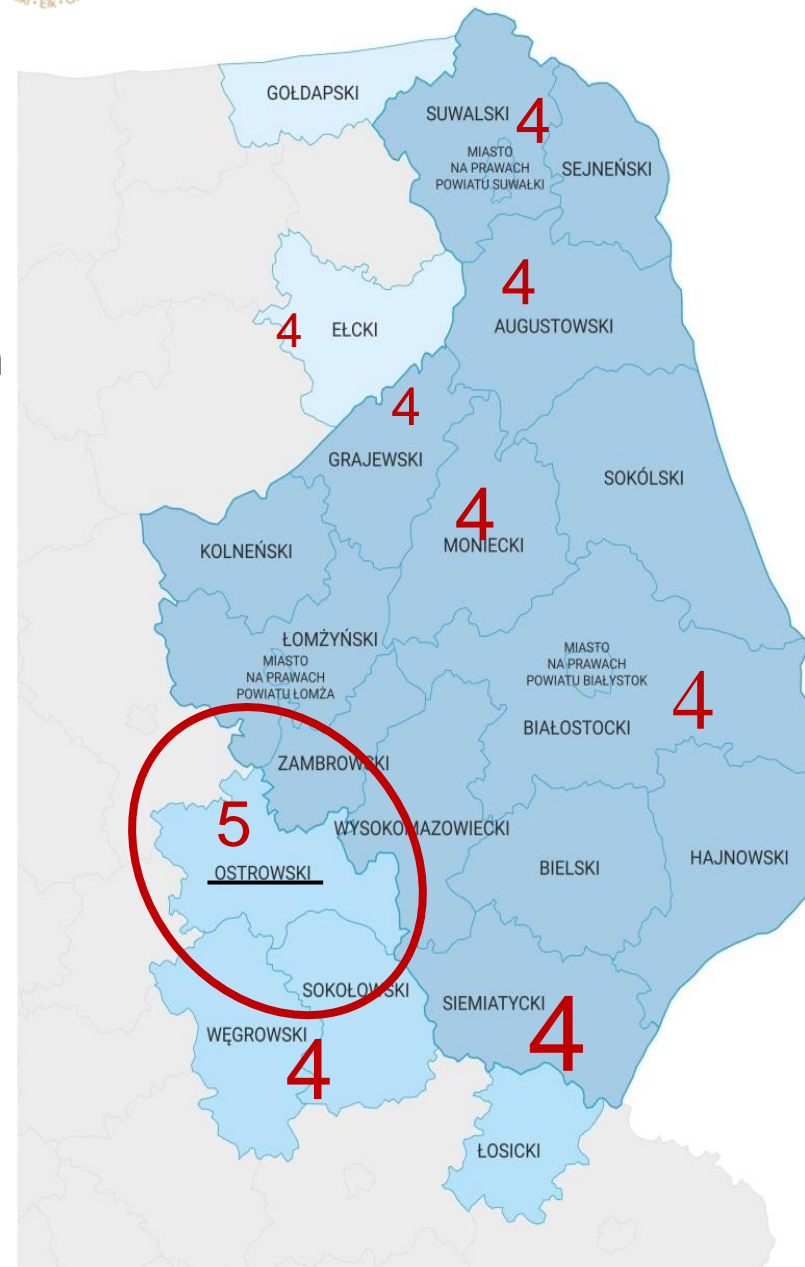 GOŁDAPSKI
SUWALSKI
4
MIASTO
NA PRAWACH
POWIATU SUWAŁKI
SEJNEŃSKI
4
AUGUSTOWSKI
4
EŁCKI
4
GRAJEWSKI
SOKÓLSKI
4
MONIECKI
KOLNEŃSKI
ŁOMŻYŃSKI
MIASTO
NA PRAWACH
POWIATU ŁOMŻA
MIASTO
NA PRAWACH
POWIATU BIAŁYSTOK
4
BIAŁOSTOCKI
ZAMBROWSKI
5
WYSOKOMAZOWIECKI
OSTROWSKI
BIELSKI
HAJNOWSKI
SOKOŁOWSKI
SIEMIATYCKI
4
WĘGROWSKI
4
ŁOSICKI